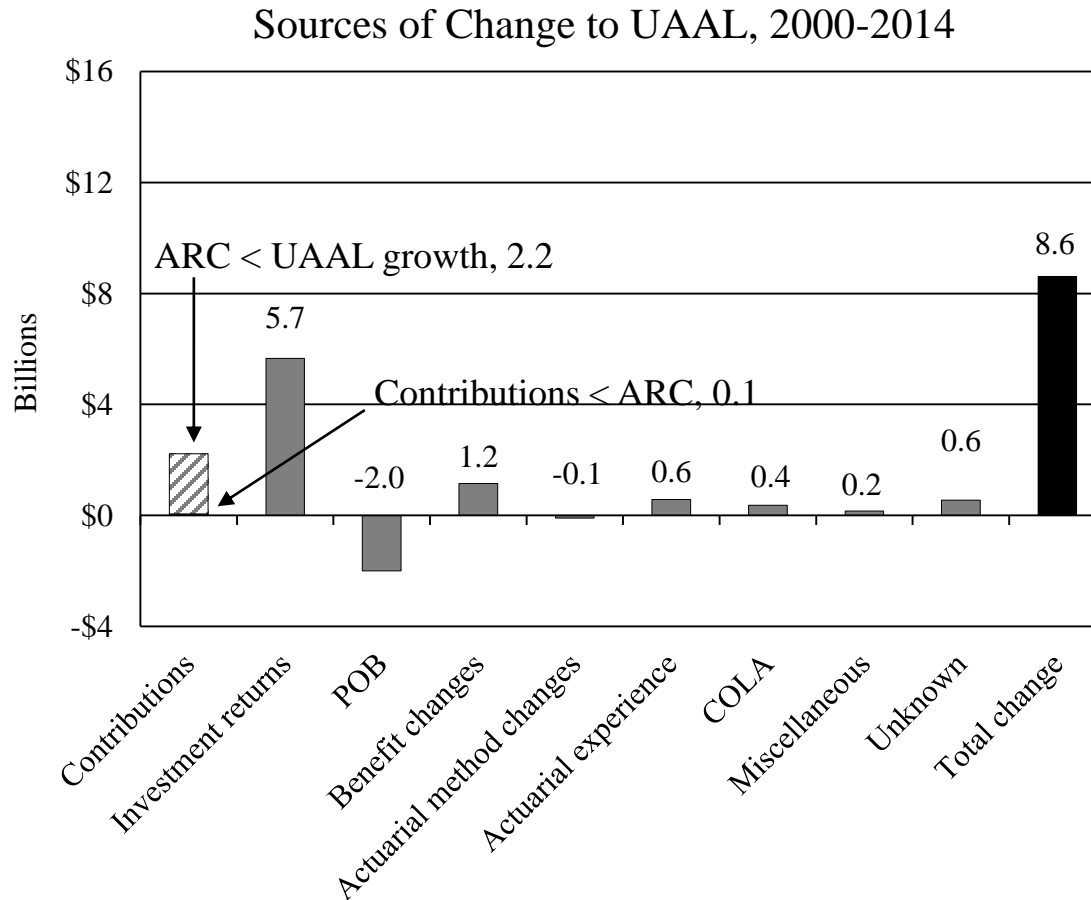 Sources of Change to UAAL, 2000-2014
$16
$12
$8
$4
$0
-$4
Billions
ARC < UAAL growth, 2.2
Contributions < ARC, 0.1
5.7
-2.0
1.2
-0.1
0.6
0.4
0.2
0.6
8.6
Contributions
Investment returns
POB
Benefit changes
Actuarial method changes
Actuarial experience
COLA
Miscellaneous
Unknown
Total change